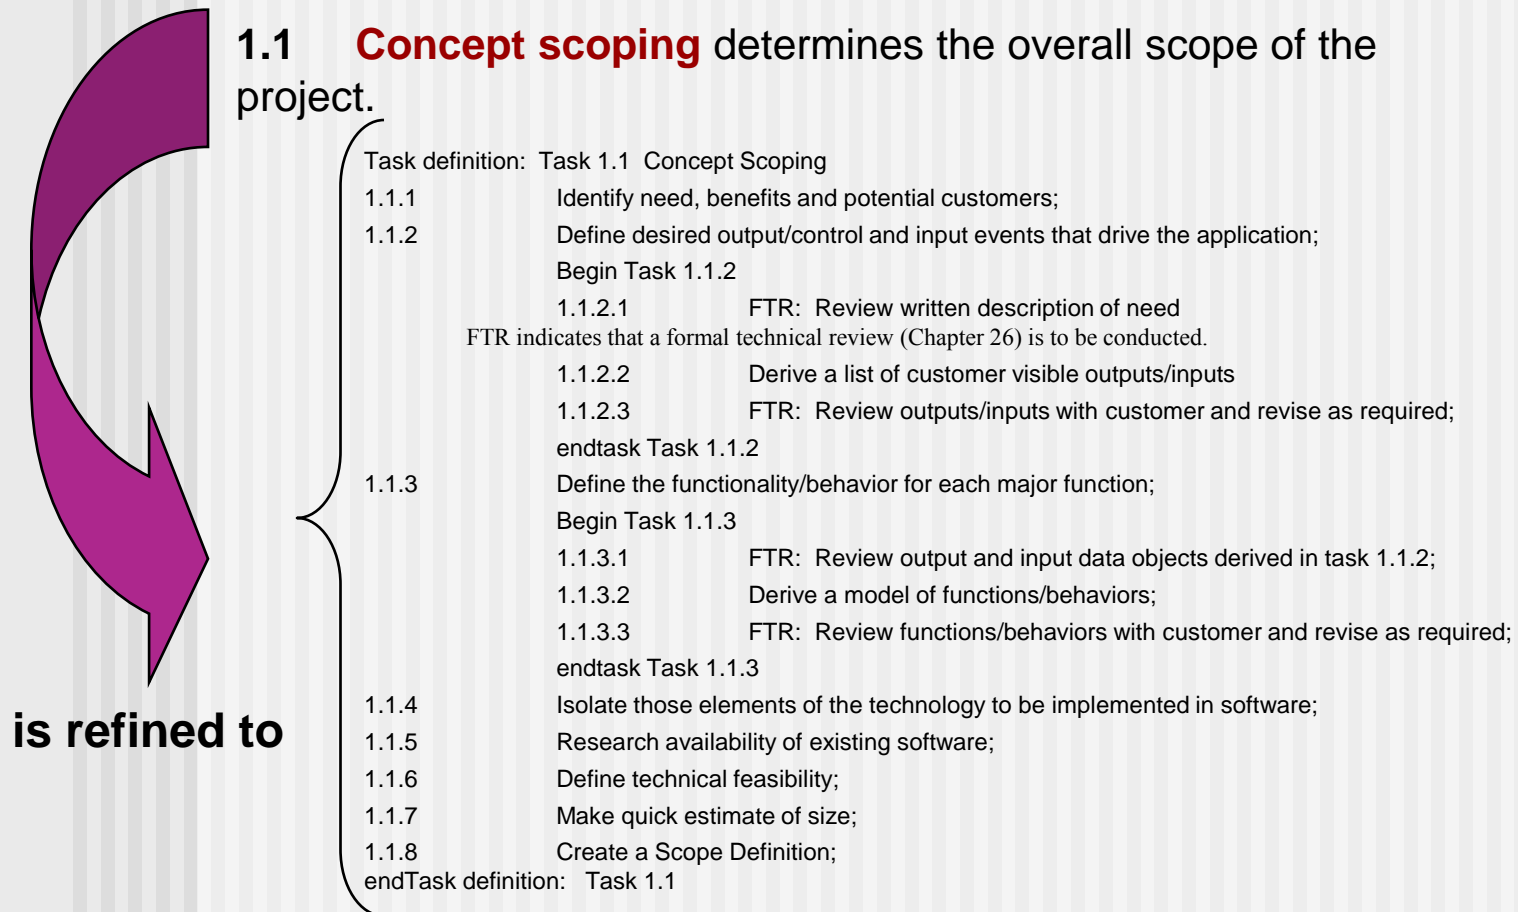 1.1 Concept scoping determines the overall scope of the
project.
Task definition: Task 1.1 Concept Scoping
1.1.1 Identify need, benefits and potential customers;
1.1.2 Define desired output/control and input events that drive the application;
Begin Task 1.1.2
1.1.2.1 FTR: Review written description of need
FTR indicates that a formal technical review (Chapter 26) is to be conducted.
1.1.2.2 Derive a list of customer visible outputs/inputs
1.1.2.3 FTR: Review outputs/inputs with customer and revise as required;
endtask Task 1.1.2
1.1.3 Define the functionality/behavior for each major function;
Begin Task 1.1.3
1.1.3.1 FTR: Review output and input data objects derived in task 1.1.2;
1.1.3.2 Derive a model of functions/behaviors;
1.1.3.3 FTR: Review functions/behaviors with customer and revise as required;
endtask Task 1.1.3
1.1.4 Isolate those elements of the technology to be implemented in software;
1.1.5 Research availability of existing software;
1.1.6 Define technical feasibility;
1.1.7 Make quick estimate of size;
1.1.8 Create a Scope Definition;
endTask definition: Task 1.1
is refined to